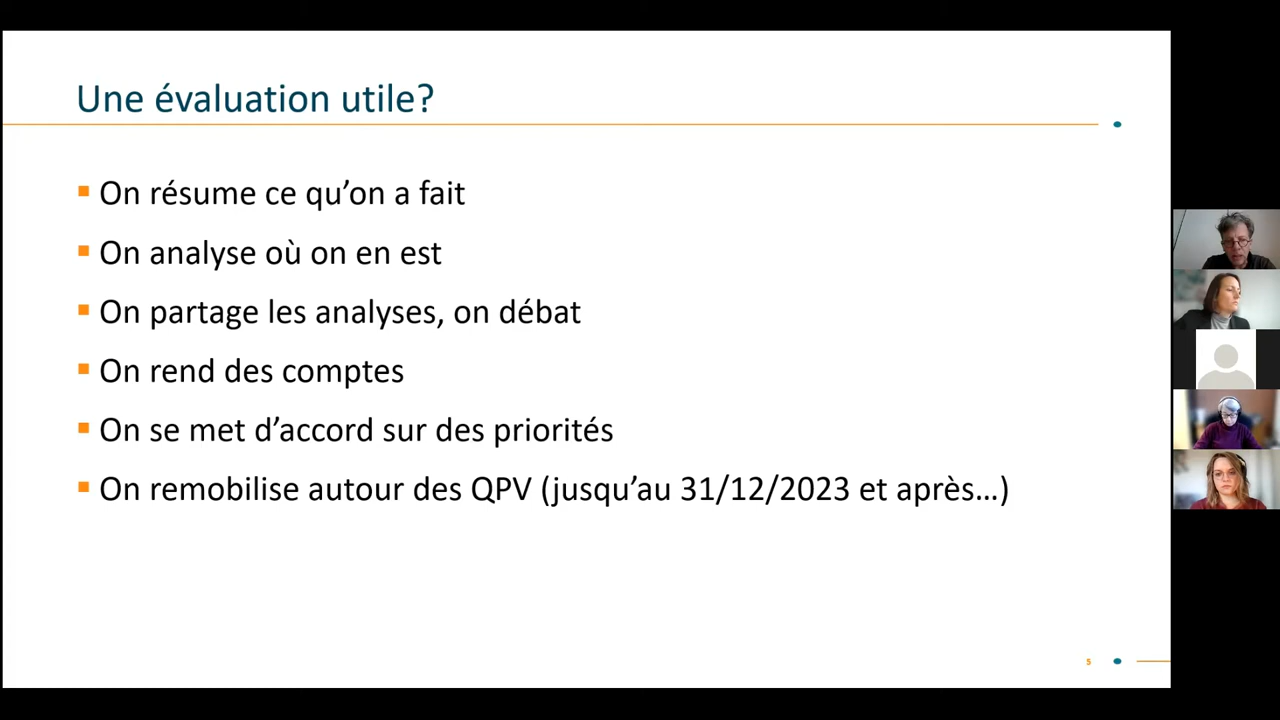 Une évaluation utile?
On résume ce qu’on a fait
On analyse où on en est
On partage les analyses, on débat
On rend des comptes
On se met d’accord sur des priorités
On remobilise autour des QPV (jusqu’au 31/12/2023 et après…)
5